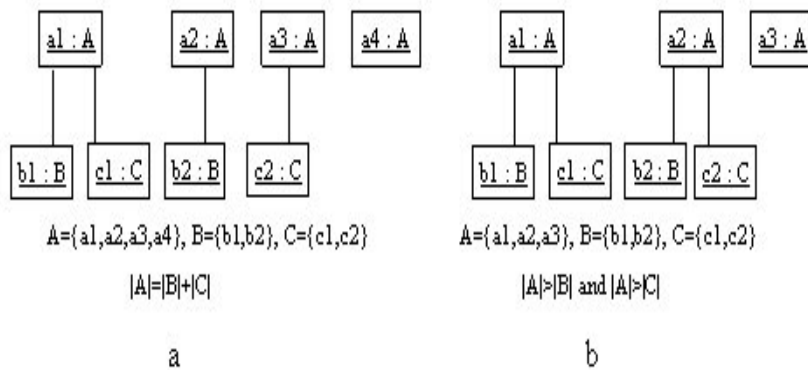 a1 : A a2 : A a3 : A a4 : A a1 : A a2 : A a3 : A
b1 : B c1 : C b2 : B c2 : C b1 : B c1 : C b2 : B c2 : C
A={a1,a2,a3,a4}, B={b1,b2}, C={c1,c2} A={a1,a2,a3}, B={b1,b2}, C={c1,c2}
|A|=|B|+|C| |A|>|B| and |A|>|C|
a b